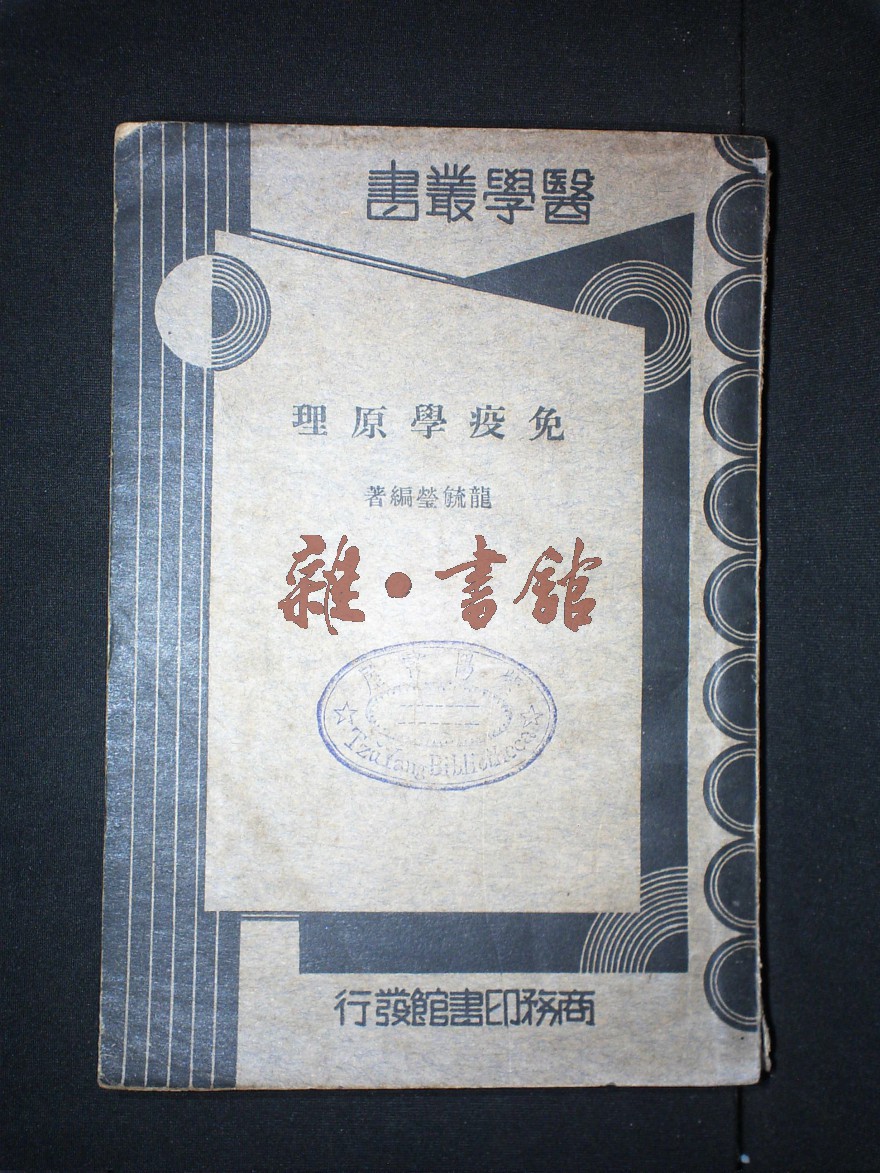 醫學叢書
免疫學原理
龍毓瑩編著
雜·書館
Tzŭ Yang Bibliotheca
商務印書館發行